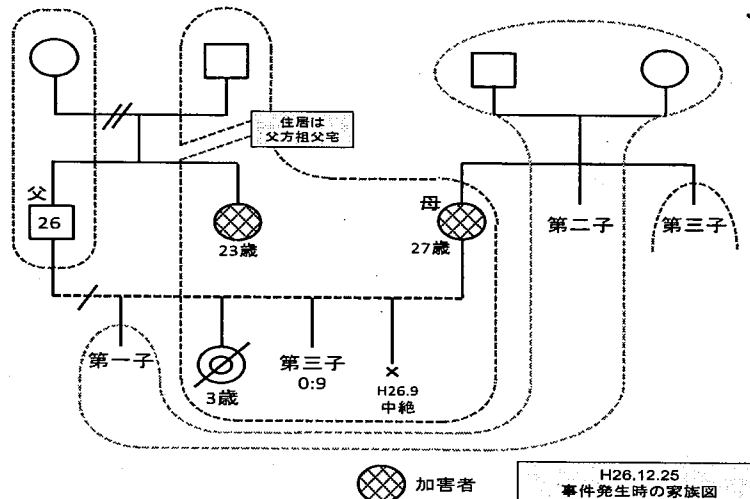 住居は
父方祖父宅
父
26
23歳
母
27歳
第二子
第三子
第一子
3歳
第三子
0:9
×
H26.9
中絶
加害者
H26.12.25
事件発生時の家族図